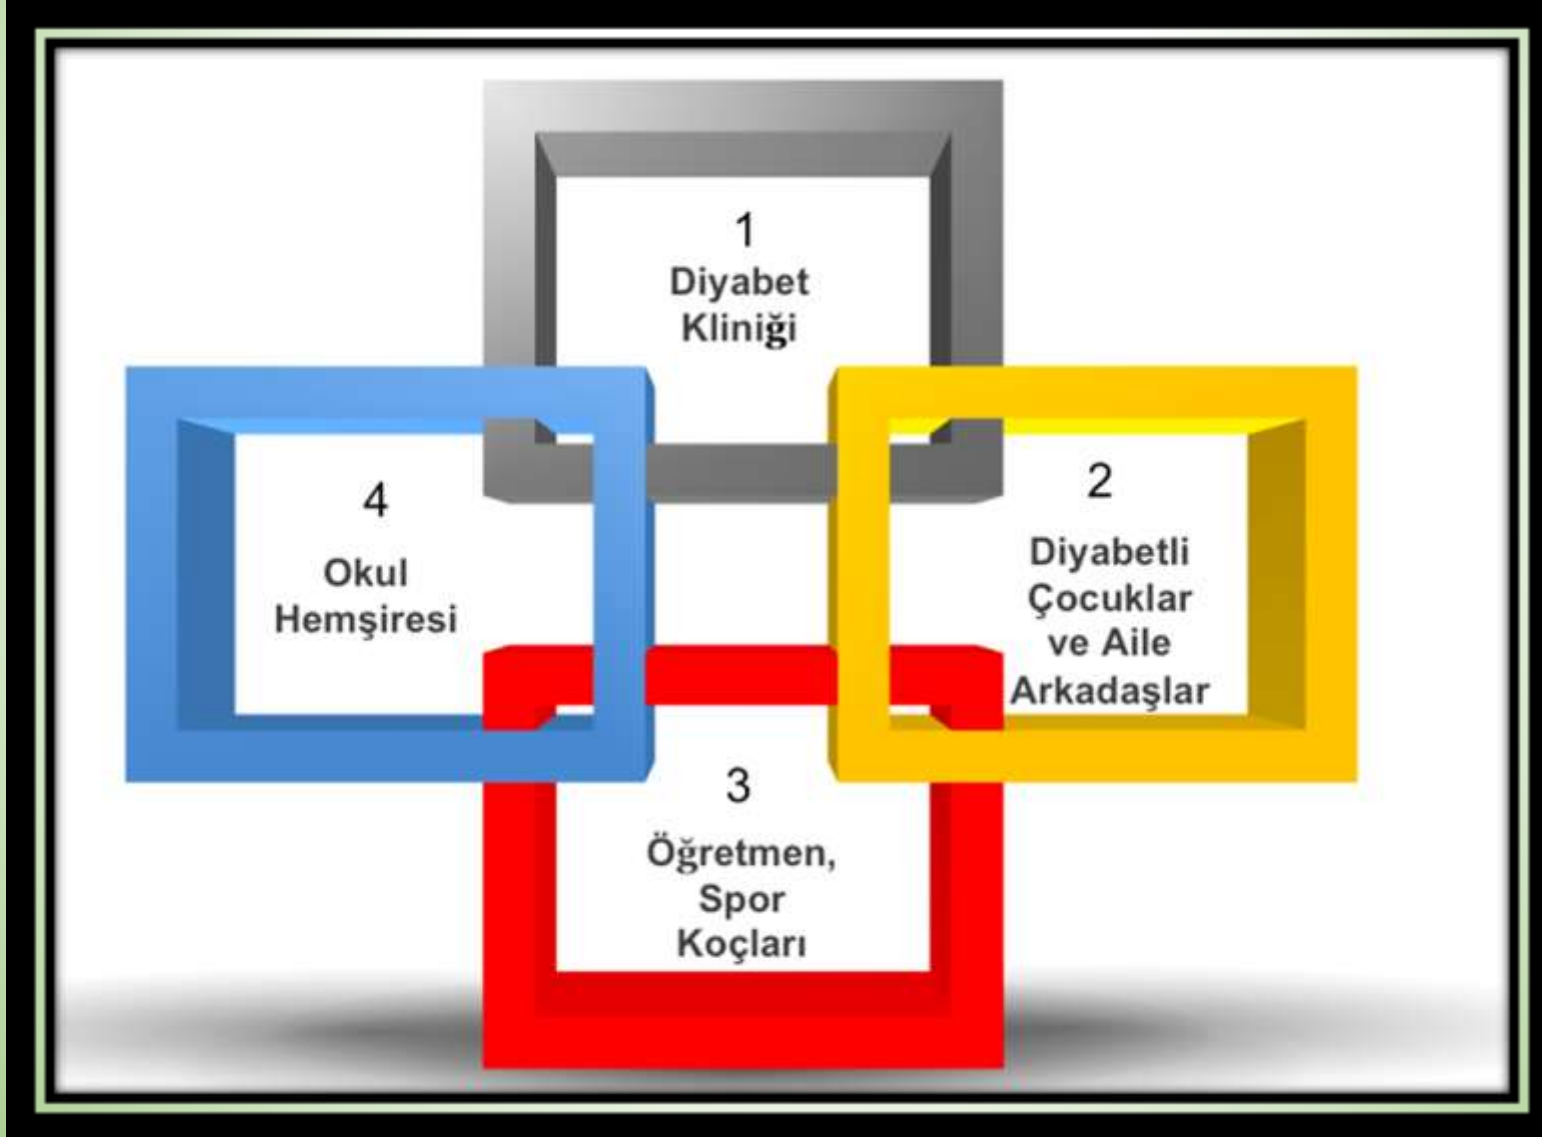 1
Diyabet
Kliniği
2
Diyabetli
Çocuklar
ve Aile
Arkadaşlar
3
Öğretmen,
Spor
Koçları
4
Okul
Hemşiresi